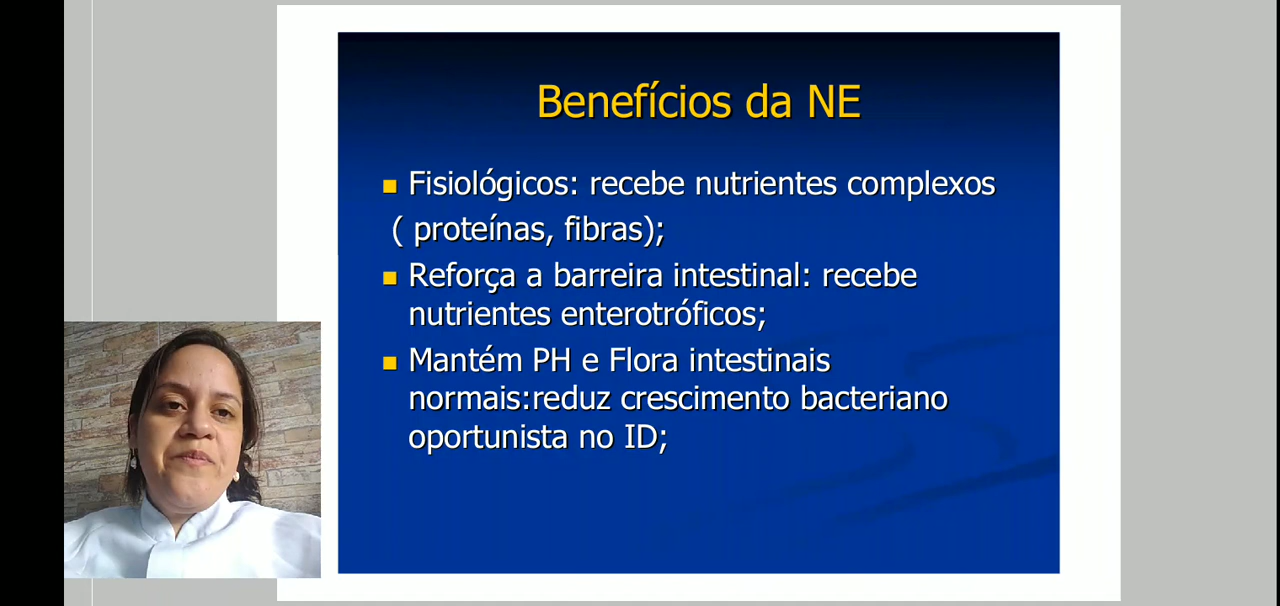 Benefícios da NE
Fisiológicos: recebe nutrientes complexos
( proteínas, fibras);
Reforça a barreira intestinal: recebe
nutrientes enterotróficos;
Mantém PH e Flora intestinais
normais:reduz crescimento bacteriano
oportunista no ID;